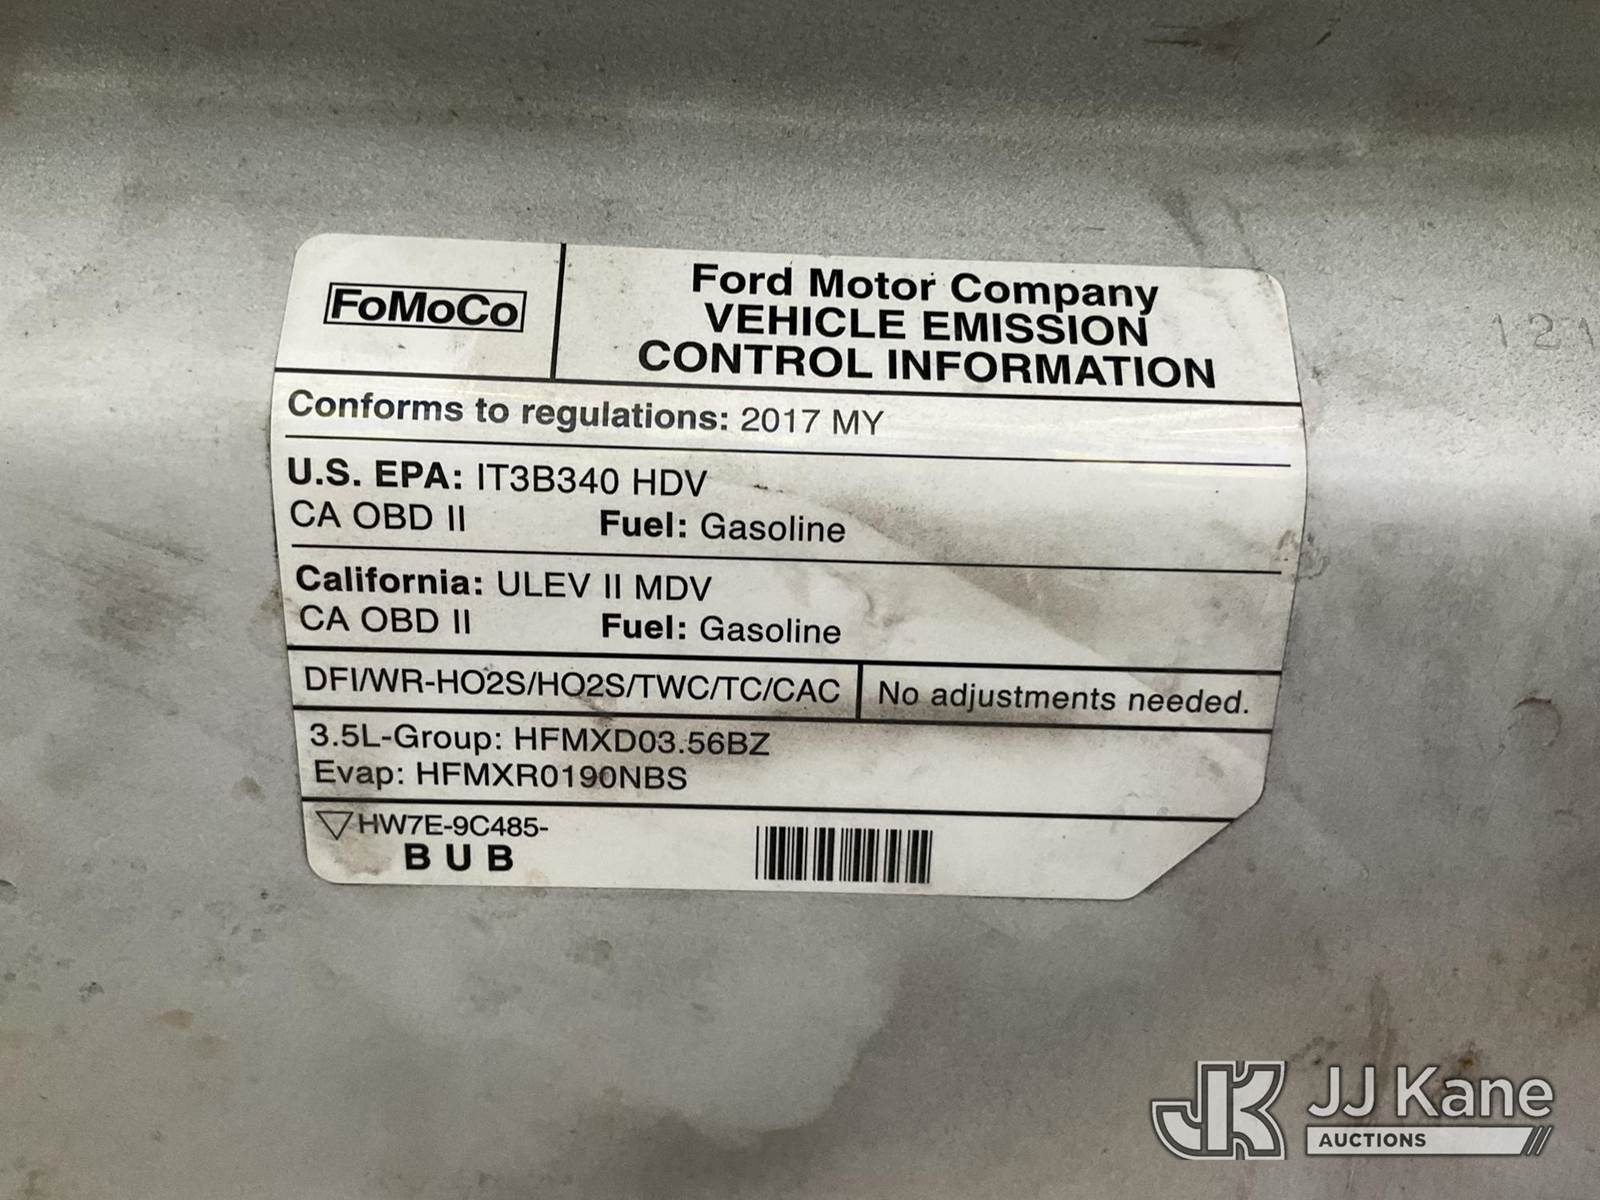 FoMoCo
Ford Motor Company
VEHICLE EMISSION
CONTROL INFORMATION
Conforms to regulations: 2017 MY
U.S. EPA: IT3B340 HDV
CA OBD II Fuel: Gasoline
California: ULEV II MDV
CA OBD II Fuel: Gasoline
DFI/WR-HO2S/HO2S/TWC/TC/CAC No adjustments needed.
3.5L-Group: HFMXD03.56BZ
Evap: HFMXR0190NBS
HW7E-9C485-
B U B
121
JK JJ Kane
AUCTIONS